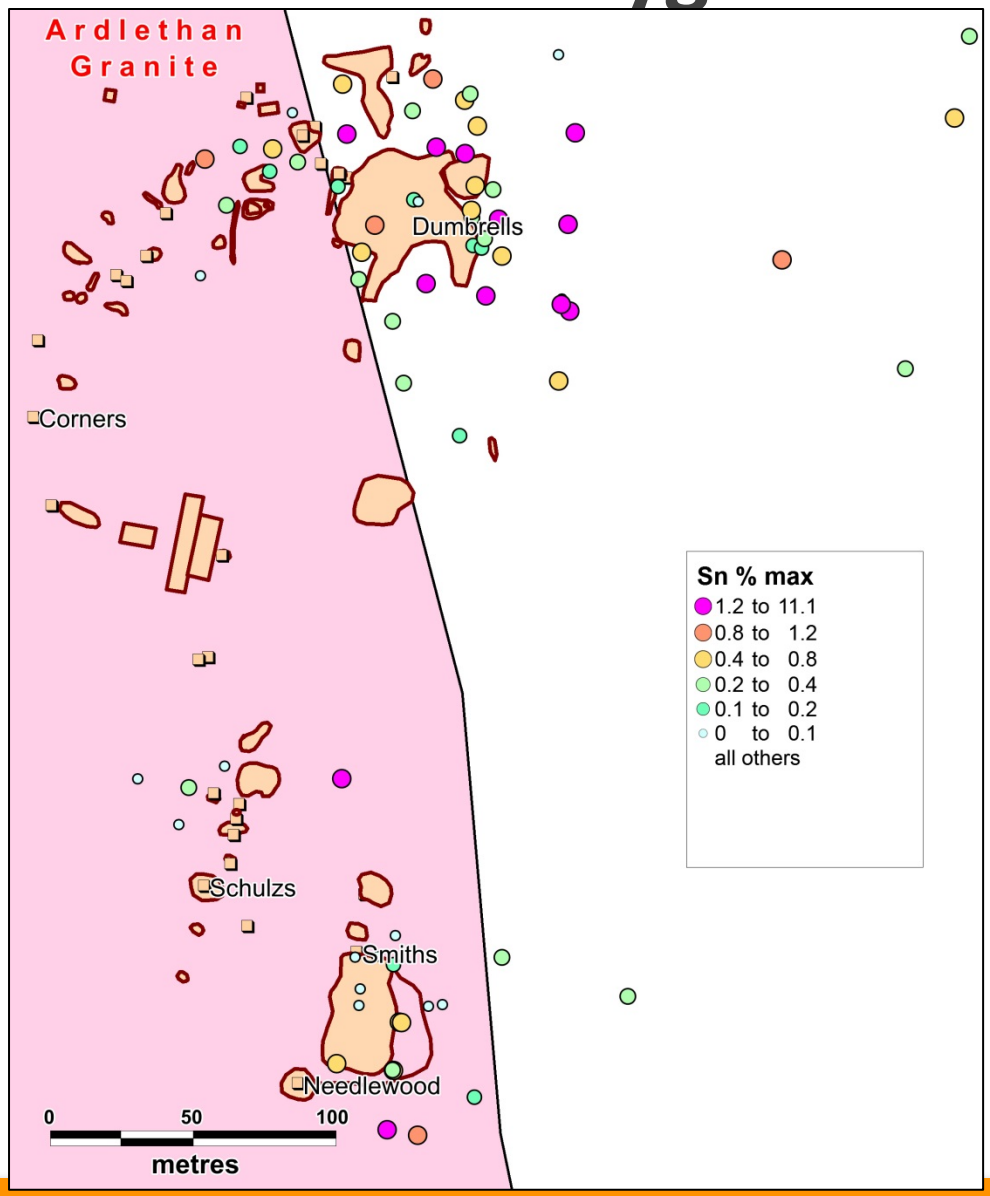 Ardlethan
Granite
Dumbrells
Corners
Sn % max
1.2 to 11.1
0.8 to 1.2
0.4 to 0.8
0.2 to 0.4
0.1 to 0.2
0 to 0.1
all others
Schulzs
Smiths
Needlewood
0 50 100
metres